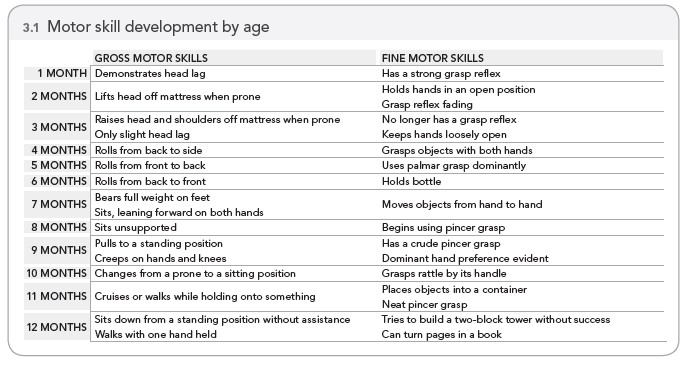 3.1 Motor skill development by age
GROSS MOTOR SKILLS FINE MOTOR SKILLS
1 MONTH Demonstrates head lag Has a strong grasp reflex
2 MONTHS Lifts head off mattress when prone Holds hands in an open position
Grasp reflex fading
3 MONTHS Raises head and shoulders off mattress when prone No longer has a grasp reflex
Only slight head lag Keeps hands loosely open
4 MONTHS Rolls from back to side Grasps objects with both hands
5 MONTHS Rolls from front to back Uses palmar grasp dominantly
6 MONTHS Rolls from back to front Holds bottle
7 MONTHS Bears full weight on feet Moves objects from hand to hand
Sits, leaning forward on both hands
8 MONTHS Sits unsupported Begins using pincer grasp
9 MONTHS Pulls to a standing position Has a crude pincer grasp
Creeps on hands and knees Dominant hand preference evident
10 MONTHS Changes from a prone to a sitting position Grasps rattle by its handle
11 MONTHS Cruises or walks while holding onto something Places objects into a container
Neat pincer grasp
12 MONTHS Sits down from a standing position without assistance Tries to build a two-block tower without success
Walks with one hand held Can turn pages in a book